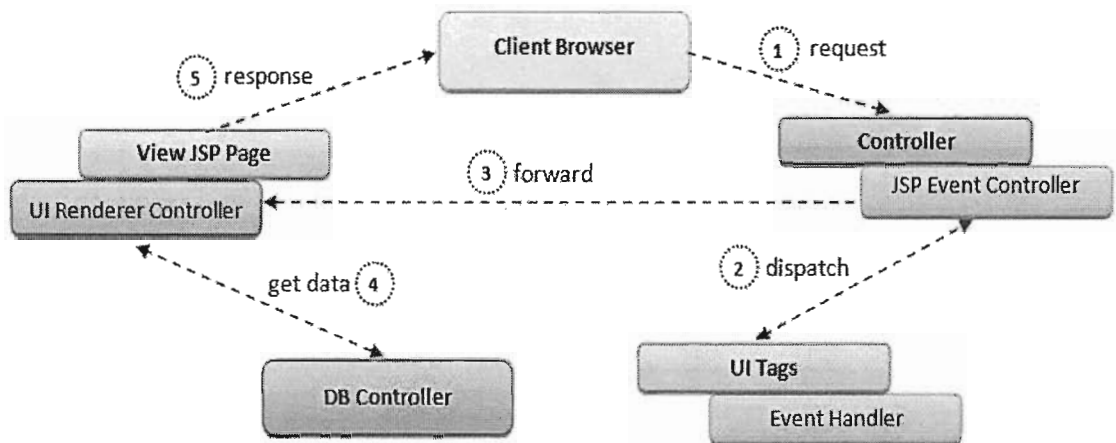 Client Browser
1 request
5 response
View JSP Page
UI Renderer Controller
Controller
JSP Event Controller
3 forward
2 dispatch
get data 4
UI Tags
Event Handler
DB Controller